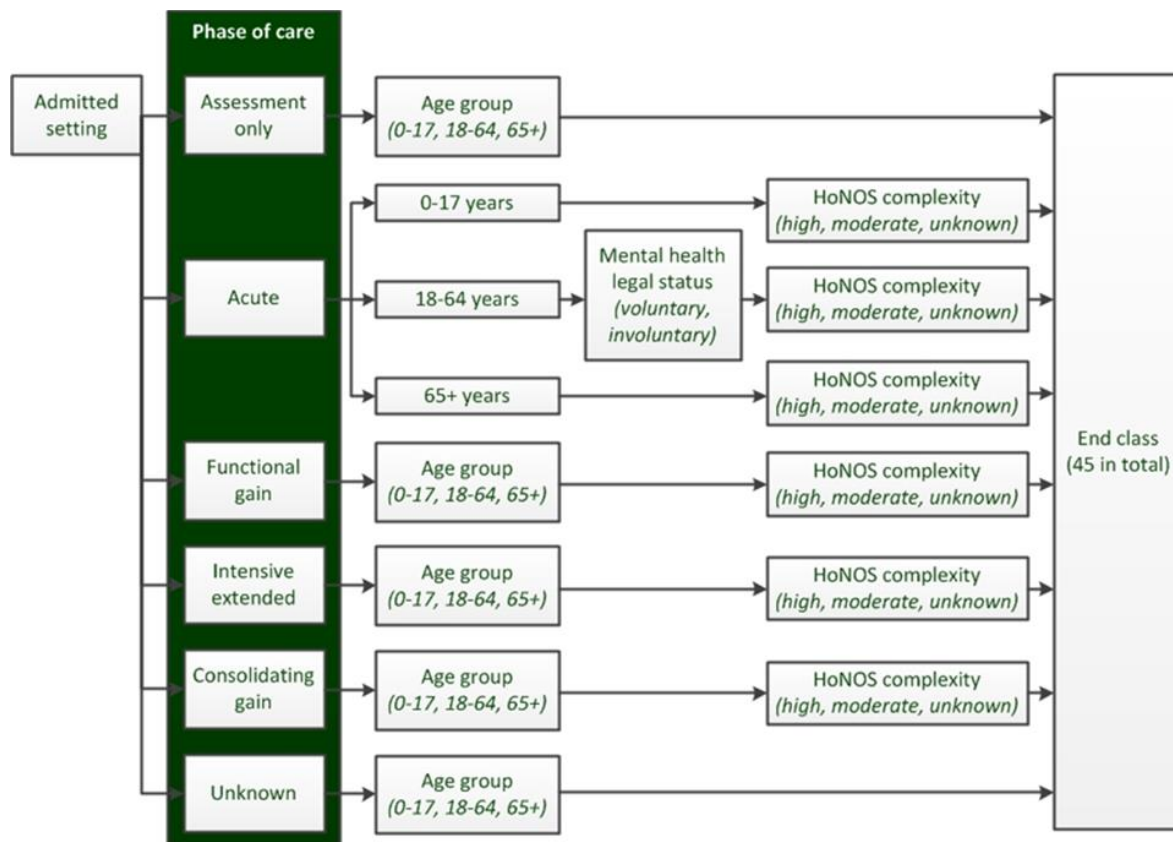 Phase of care
Admitted
setting
Assessment
only
Age group
(0-17, 18-64, 65+)
Acute
0-17 years
HoNOS complexity
(high, moderate, unknown)
18-64 years
Mental health
legal status
(voluntary,
involuntary)
HoNOS complexity
(high, moderate, unknown)
65+ years
HoNOS complexity
(high, moderate, unknown)
Functional
gain
Age group
(0-17, 18-64, 65+)
HoNOS complexity
(high, moderate, unknown)
Intensive
extended
Age group
(0-17, 18-64, 65+)
HoNOS complexity
(high, moderate, unknown)
Consolidating
gain
Age group
(0-17, 18-64, 65+)
HoNOS complexity
(high, moderate, unknown)
Unknown
Age group
(0-17, 18-64, 65+)
End class
(45 in total)